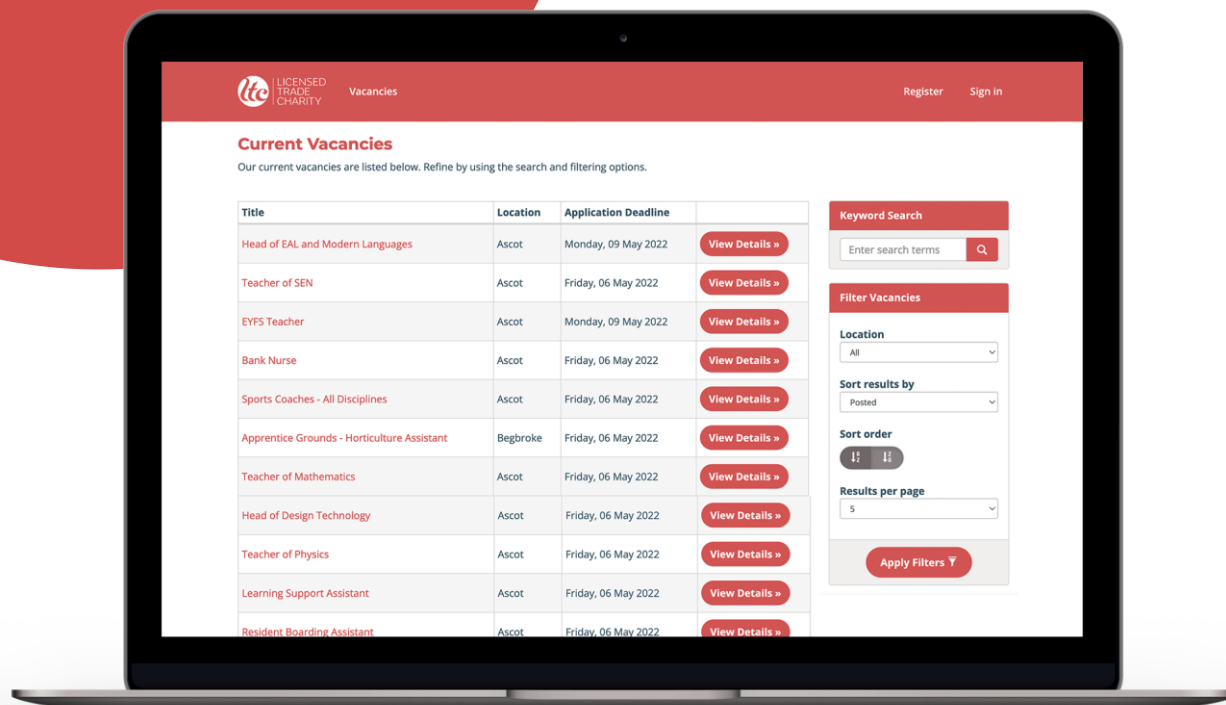 ltc LICENSED
TRADE
CHARITY
Vacancies
Register
Sign in
Current Vacancies
Our current vacancies are listed below. Refine by using the search and filtering options.
Title Location Application Deadline
Head of EAL and Modern Languages Ascot Monday, 09 May 2022 View Details »
Teacher of SEN Ascot Friday, 06 May 2022 View Details »
EYFS Teacher Ascot Monday, 09 May 2022 View Details »
Bank Nurse Ascot Friday, 06 May 2022 View Details »
Sports Coaches - All Disciplines Ascot Friday, 06 May 2022 View Details »
Apprentice Grounds - Horticulture Assistant Begbroke Friday, 06 May 2022 View Details »
Teacher of Mathematics Ascot Friday, 06 May 2022 View Details »
Head of Design Technology Ascot Friday, 06 May 2022 View Details »
Teacher of Physics Ascot Friday, 06 May 2022 View Details »
Learning Support Assistant Ascot Friday, 06 May 2022 View Details »
Resident Boarding Assistant Ascot Friday, 06 May 2022 View Details »
Keyword Search
Enter search terms
Filter Vacancies
Location
All
Sort results by
Posted
Sort order
Results per page
5
Apply Filters